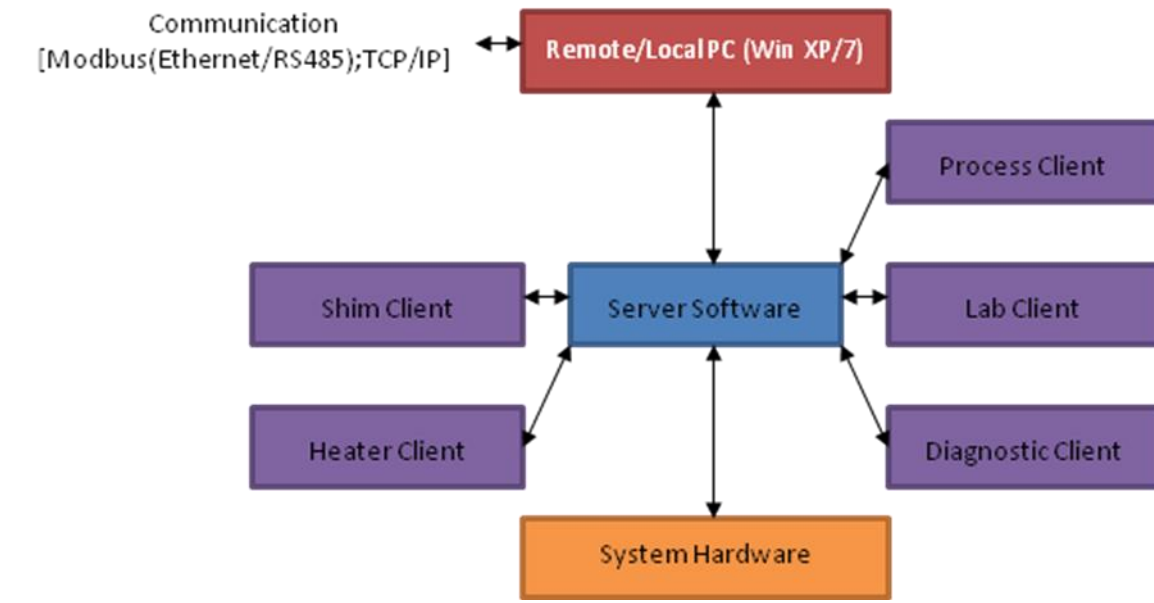 Communication
[Modbus(Ethernet/RS485);TCP/IP]
Remote/Local PC (Win XP/7)
Process Client
Shim Client
Server Software
Lab Client
Heater Client
Diagnostic Client
System Hardware